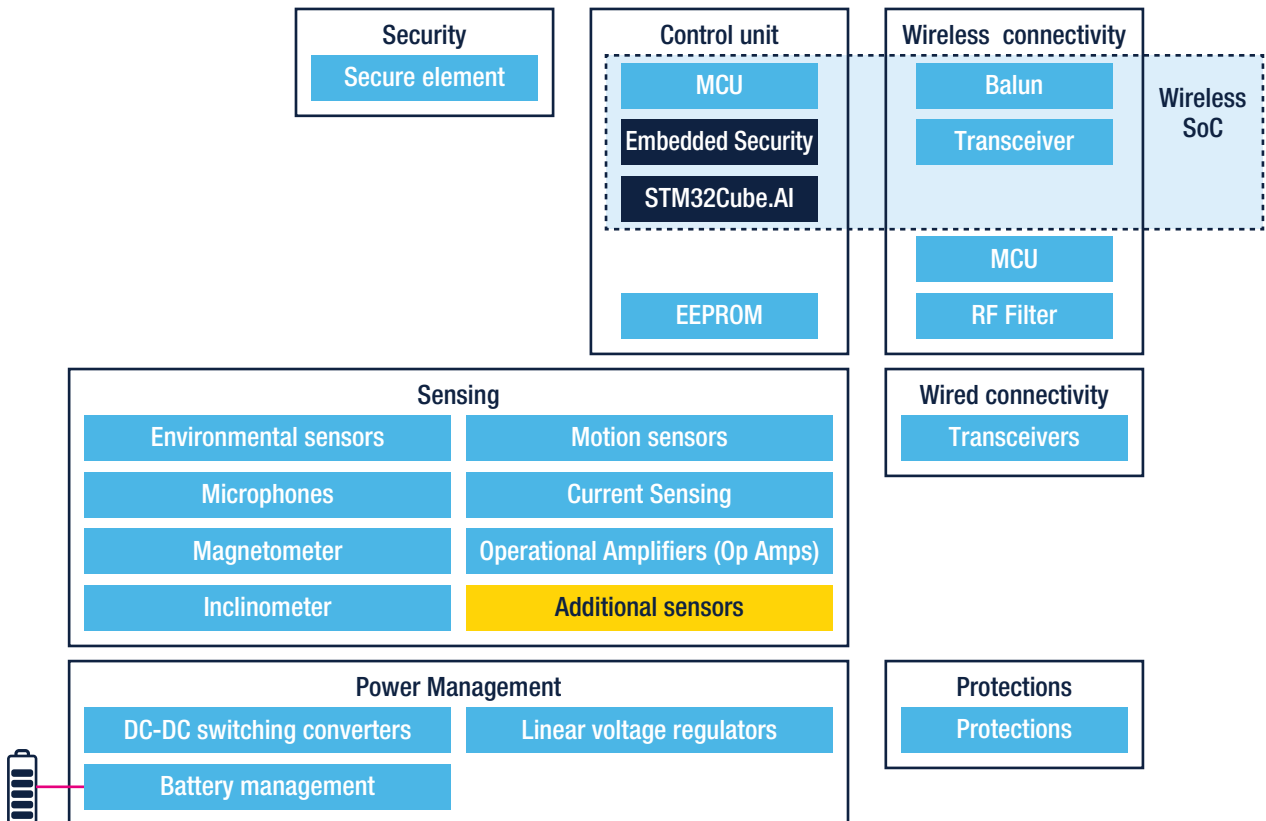 Security
Secure element
Control unit
MCU
Embedded Security
STM32Cube.AI
EEPROM
Wireless connectivity
Balun
Transceiver
Wireless
SoC
MCU
RF Filter
Sensing
Environmental sensors
Motion sensors
Microphones
Current Sensing
Magnetometer
Operational Amplifiers (Op Amps)
Inclinometer
Additional sensors
Wired connectivity
Transceivers
Power Management
DC-DC switching converters
Linear voltage regulators
Battery management
Protections
Protections